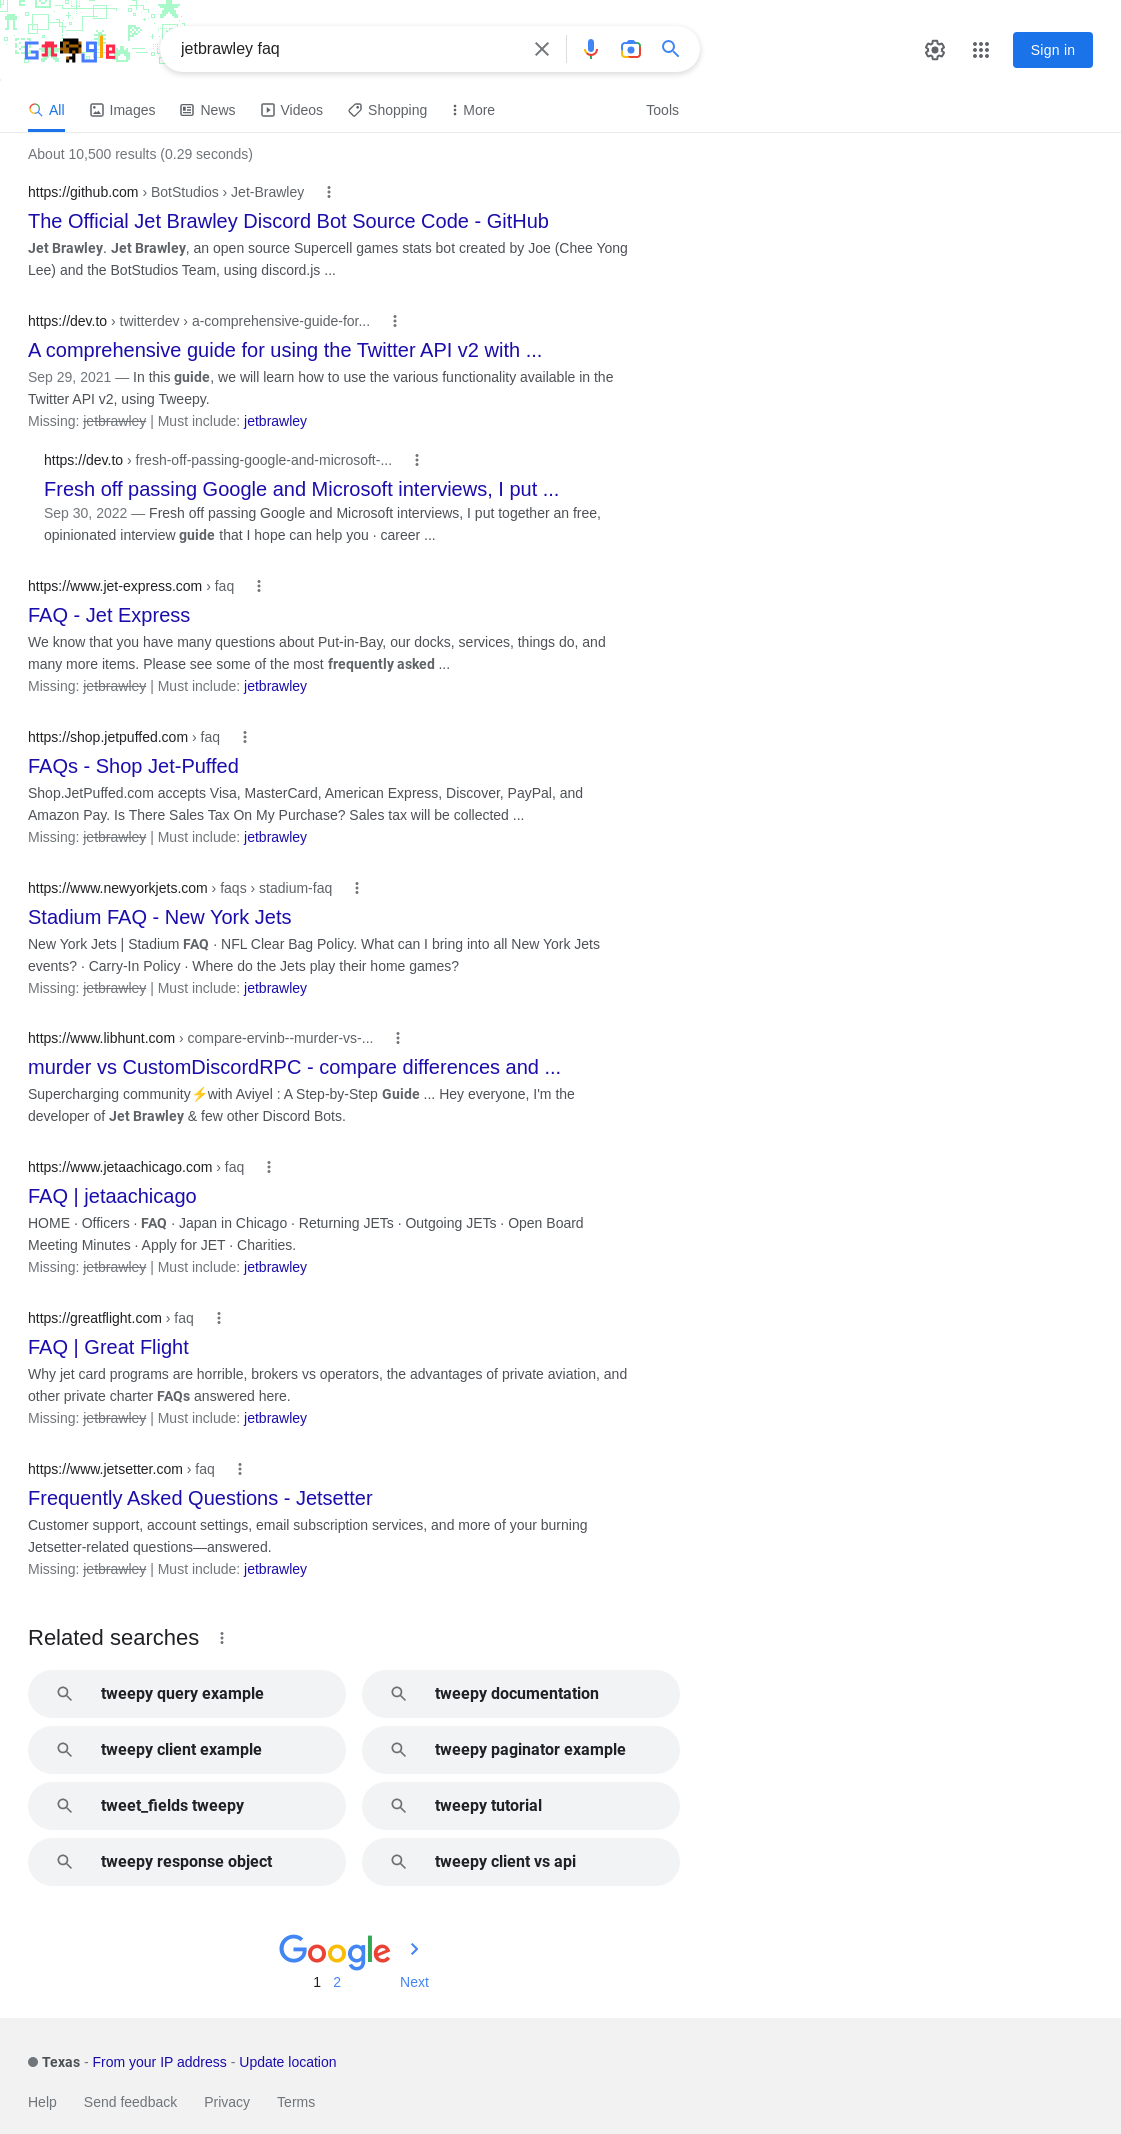 jetbrawley faq
Sign in
All Images News Videos Shopping More Tools
About 10,500 results (0.29 seconds)
https://github.com › BotStudios › Jet-Brawley
The Official Jet Brawley Discord Bot Source Code - GitHub
Jet Brawley. Jet Brawley, an open source Supercell games stats bot created by Joe (Chee Yong
Lee) and the BotStudios Team, using discord.js ...
https://dev.to › twitterdev › a-comprehensive-guide-for...
A comprehensive guide for using the Twitter API v2 with ...
Sep 29, 2021 — In this guide, we will learn how to use the various functionality available in the
Twitter API v2, using Tweepy.
Missing: jetbrawley | Must include: jetbrawley
https://dev.to › fresh-off-passing-google-and-microsoft-...
Fresh off passing Google and Microsoft interviews, I put ...
Sep 30, 2022 — Fresh off passing Google and Microsoft interviews, I put together an free,
opinionated interview guide that I hope can help you · career ...
https://www.jet-express.com › faq
FAQ - Jet Express
We know that you have many questions about Put-in-Bay, our docks, services, things do, and
many more items. Please see some of the most frequently asked ...
Missing: jetbrawley | Must include: jetbrawley
https://shop.jetpuffed.com › faq
FAQs - Shop Jet-Puffed
Shop.JetPuffed.com accepts Visa, MasterCard, American Express, Discover, PayPal, and
Amazon Pay. Is There Sales Tax On My Purchase? Sales tax will be collected ...
Missing: jetbrawley | Must include: jetbrawley
https://www.newyorkjets.com › faqs › stadium-faq
Stadium FAQ - New York Jets
New York Jets | Stadium FAQ · NFL Clear Bag Policy. What can I bring into all New York Jets
events? · Carry-In Policy · Where do the Jets play their home games?
Missing: jetbrawley | Must include: jetbrawley
https://www.libhunt.com › compare-ervinb--murder-vs-...
murder vs CustomDiscordRPC - compare differences and ...
Supercharging community⚡with Aviyel : A Step-by-Step Guide ... Hey everyone, I'm the
developer of Jet Brawley & few other Discord Bots.
https://www.jetaachicago.com › faq
FAQ | jetaachicago
HOME · Officers · FAQ · Japan in Chicago · Returning JETs · Outgoing JETs · Open Board
Meeting Minutes · Apply for JET · Charities.
Missing: jetbrawley | Must include: jetbrawley
https://greatflight.com › faq
FAQ | Great Flight
Why jet card programs are horrible, brokers vs operators, the advantages of private aviation, and
other private charter FAQs answered here.
Missing: jetbrawley | Must include: jetbrawley
https://www.jetsetter.com › faq
Frequently Asked Questions - Jetsetter
Customer support, account settings, email subscription services, and more of your burning
Jetsetter-related questions—answered.
Missing: jetbrawley | Must include: jetbrawley
Related searches
tweepy query example
tweepy documentation
tweepy client example
tweepy paginator example
tweet_fields tweepy
tweepy tutorial
tweepy response object
tweepy client vs api
Google
1 2 Next
Texas - From your IP address - Update location
Help Send feedback Privacy Terms